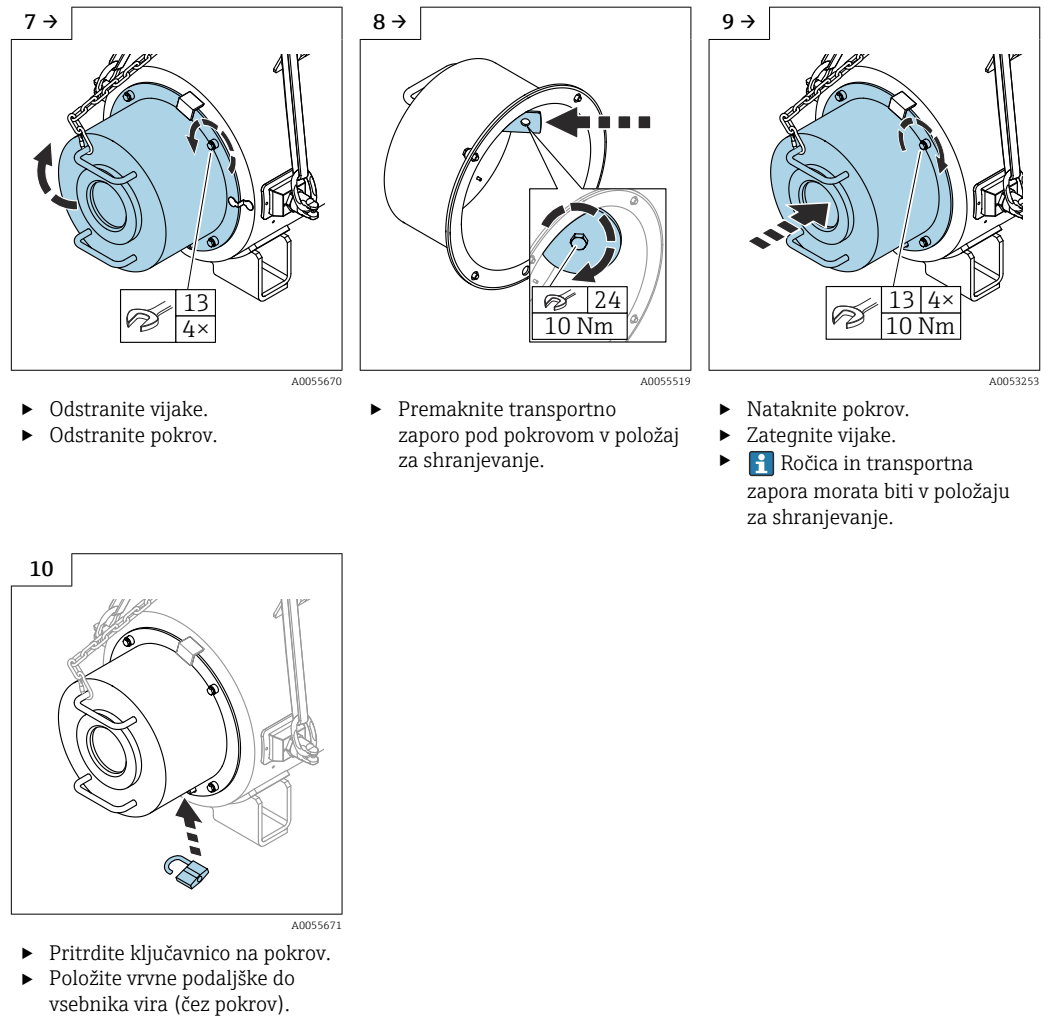 7 →
13
4×
A0055670
▶ Odstranite vijake.
▶ Odstranite pokrov.
8 →
24
10 Nm
A0055519
▶ Premaknite transportno
zaporo pod pokrovom v položaj
za shranjevanje.
9 →
13 4×
10 Nm
A0053253
▶ Nataknite pokrov.
▶ Zategnite vijake.
▶ i Ročica in transportna
zapora morata biti v položaju
za shranjevanje.
10
A0055671
▶ Pritrdite ključavnico na pokrov.
▶ Položite vrvne podaljške do
vsebnika vira (čez pokrov).